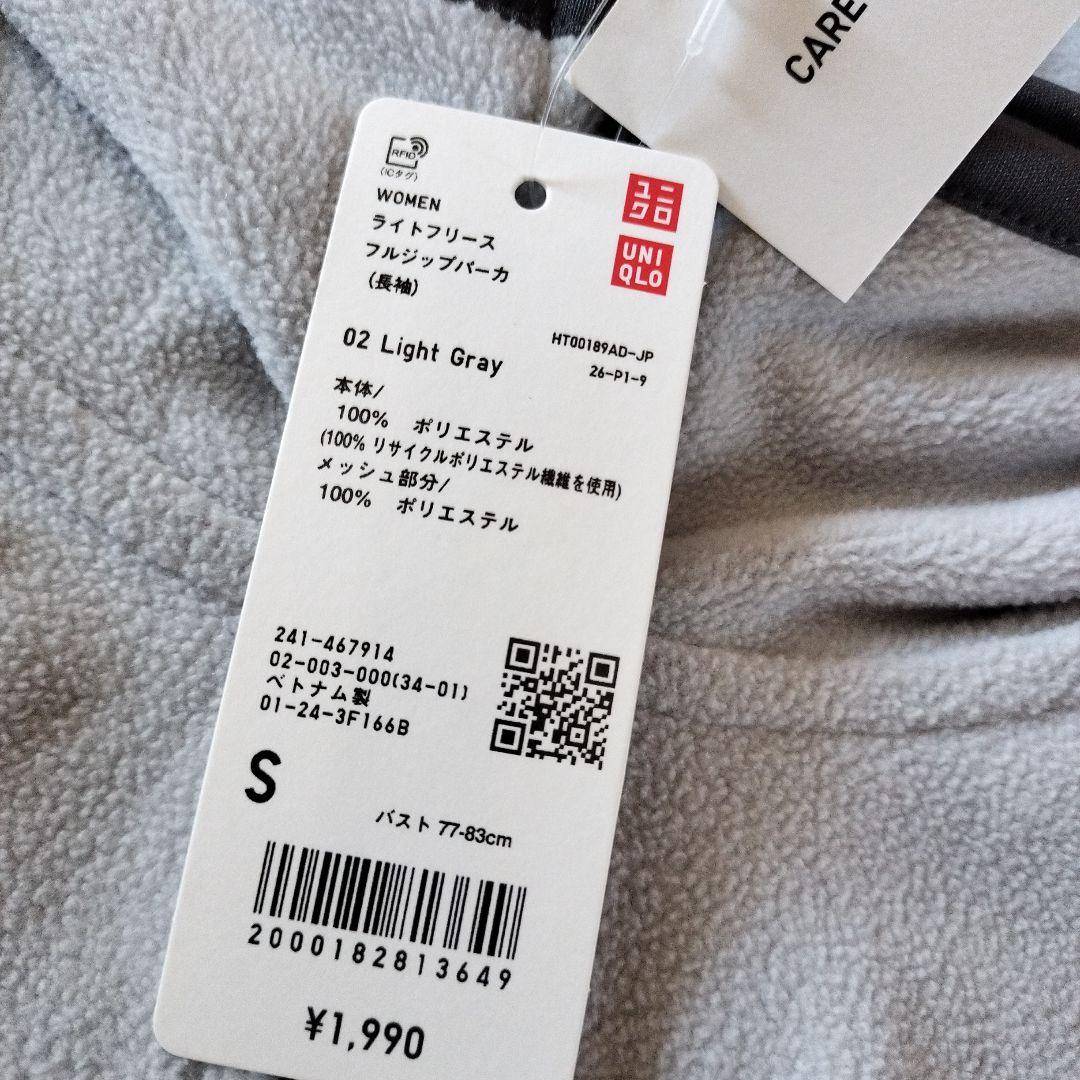 CARE
RFID
(ICタグ)
WOMEN
ライトフリース
フルジップパーカ
(長袖)
ユニ
クロ
UNI
QLO
02 Light Gray
HT00189AD-JP
26-P1-9
本体/
100% ポリエステル
(100% リサイクルポリエステル繊維を使用)
メッシュ部分/
100% ポリエステル
241-467914
02-003-000(34-01)
ベトナム製
01-24-3F166B
S
バスト 77-83cm
2000182813649
¥1,990